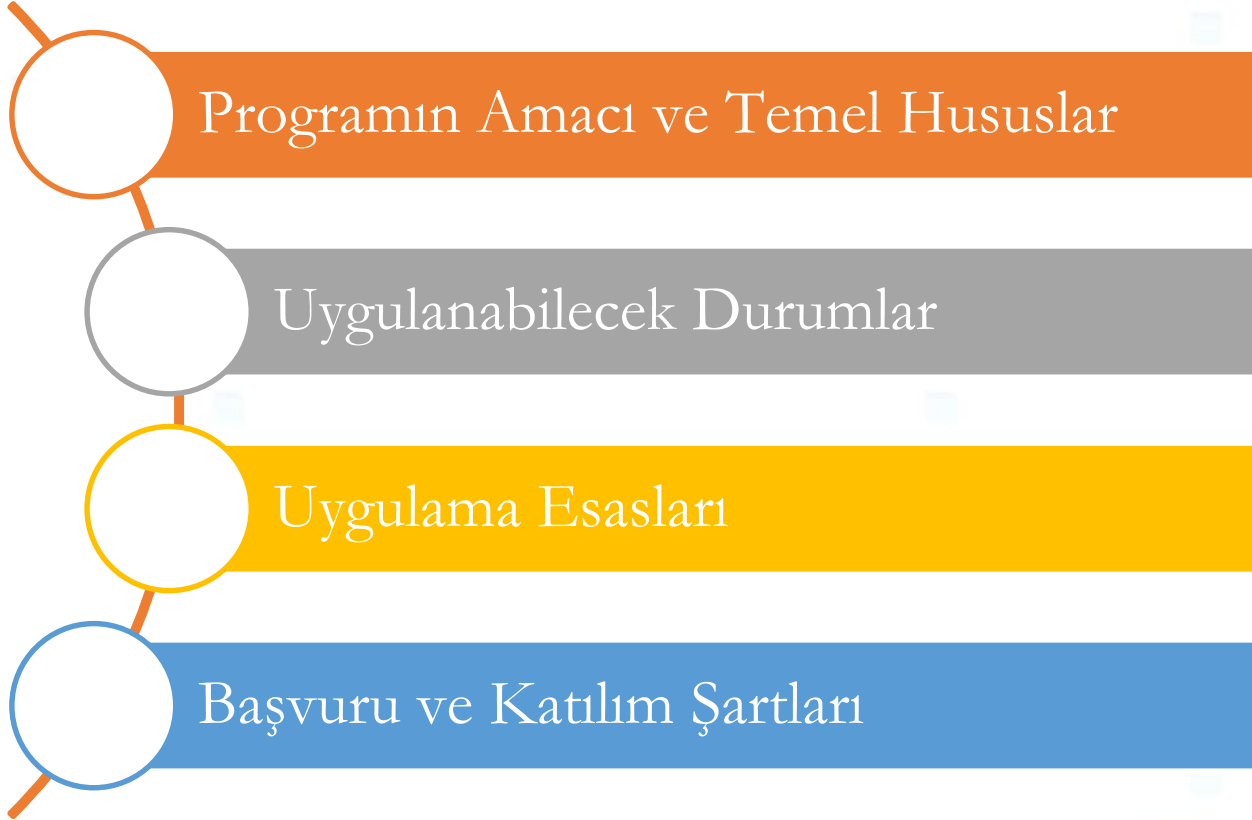 Programın Amacı ve Temel Hususlar
Uygulanabilecek Durumlar
Uygulama Esasları
Başvuru ve Katılım Şartları